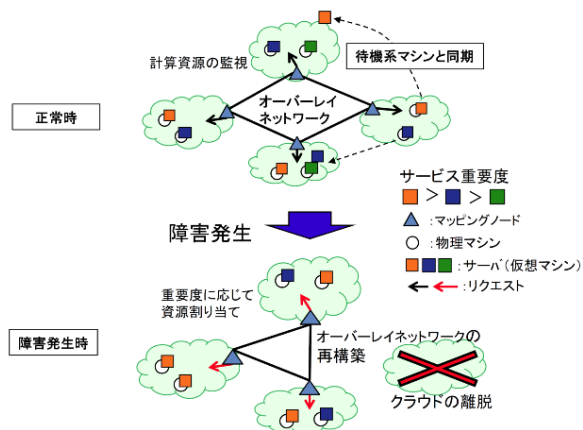 計算資源の監視
待機系マシンと同期
正常時
オーバーレイ
ネットワーク
サービス重要度
> >
:マッピングノード
:物理マシン
:サーバ(仮想マシン)
:リクエスト
障害発生
重要度に応じて
資源割り当て
障害発生時
オーバーレイネットワークの
再構築
クラウドの離脱